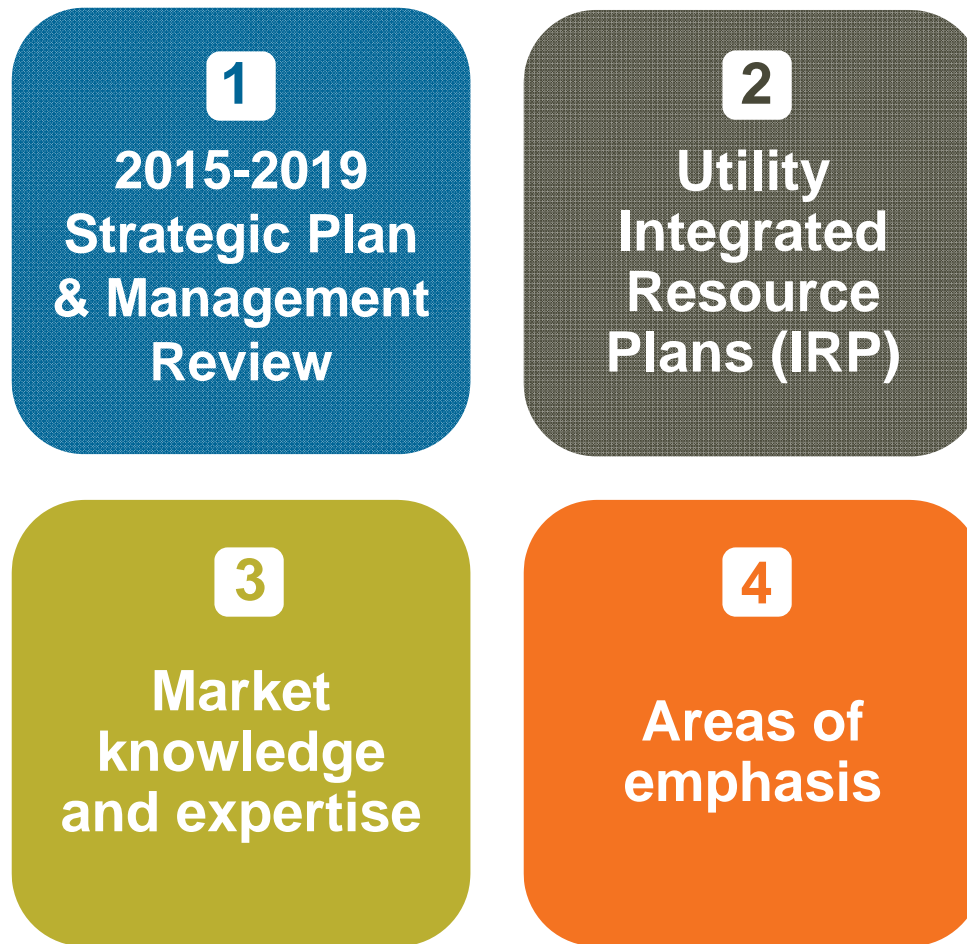 1
2015-2019
Strategic Plan
& Management
Review
2
Utility
Integrated
Resource
Plans (IRP)
3
Market
knowledge
and expertise
4
Areas of
emphasis